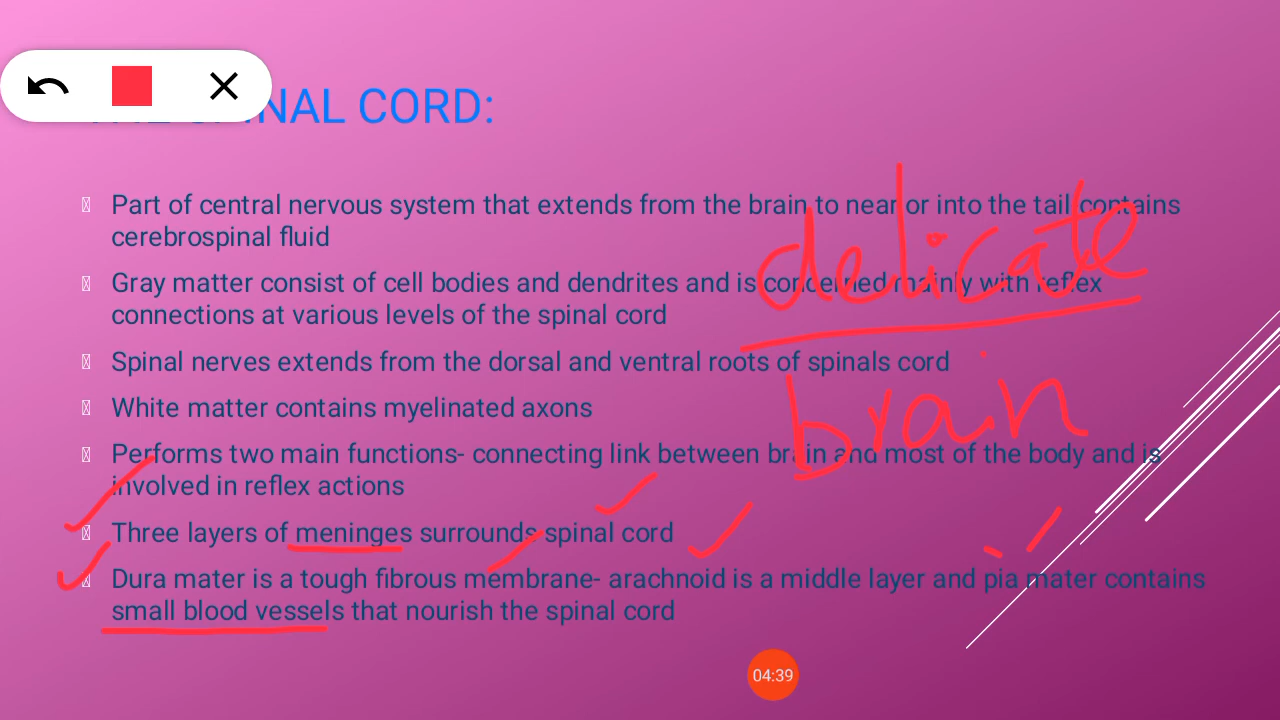 NAL CORD:
Part of central nervous system that extends from the brain to near or into the tail contains
cerebrospinal fluid
Gray matter consist of cell bodies and dendrites and is concerned mainly with reflex
connections at various levels of the spinal cord
Spinal nerves extends from the dorsal and ventral roots of spinals cord
White matter contains myelinated axons
Performs two main functions- connecting link between brain and most of the body and is
involved in reflex actions
Three layers of meninges surrounds spinal cord
Dura mater is a tough fibrous membrane- arachnoid is a middle layer and pia mater contains
small blood vessels that nourish the spinal cord
delicate
brain
04:39